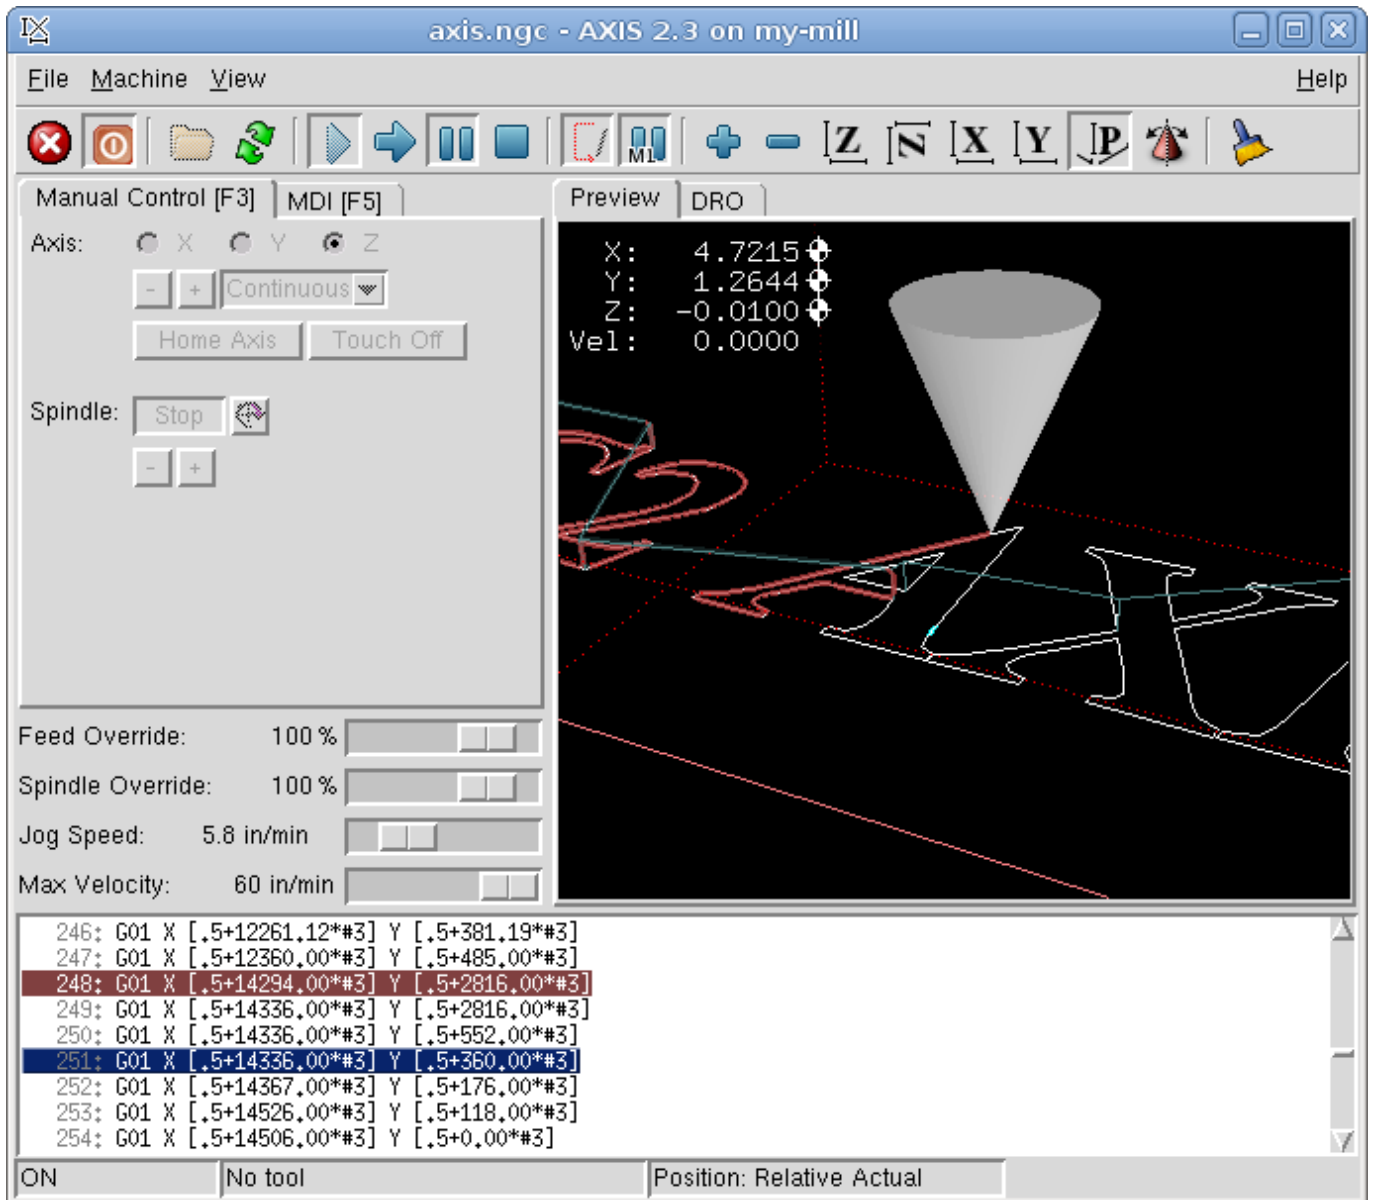 axis.ngc - AXIS 2.3 on my-mill
File Machine View Help
M1 Z N X Y P
Manual Control [F3] MDI [F5] Preview DRO
Axis: X Y Z
- + Continuous
Home Axis Touch Off
Spindle: Stop
- +
X: 4.7215
Y: 1.2644
Z: -0.0100
Vel: 0.0000
Feed Override: 100 %
Spindle Override: 100 %
Jog Speed: 5.8 in/min
Max Velocity: 60 in/min
246: G01 X [.5+12261.12*#3] Y [.5+381.19*#3]
247: G01 X [.5+12360.00*#3] Y [.5+485.00*#3]
248: G01 X [.5+14294.00*#3] Y [.5+2816.00*#3]
249: G01 X [.5+14336.00*#3] Y [.5+2816.00*#3]
250: G01 X [.5+14336.00*#3] Y [.5+552.00*#3]
251: G01 X [.5+14336.00*#3] Y [.5+360.00*#3]
252: G01 X [.5+14367.00*#3] Y [.5+176.00*#3]
253: G01 X [.5+14526.00*#3] Y [.5+118.00*#3]
254: G01 X [.5+14506.00*#3] Y [.5+0.00*#3]
ON No tool Position: Relative Actual